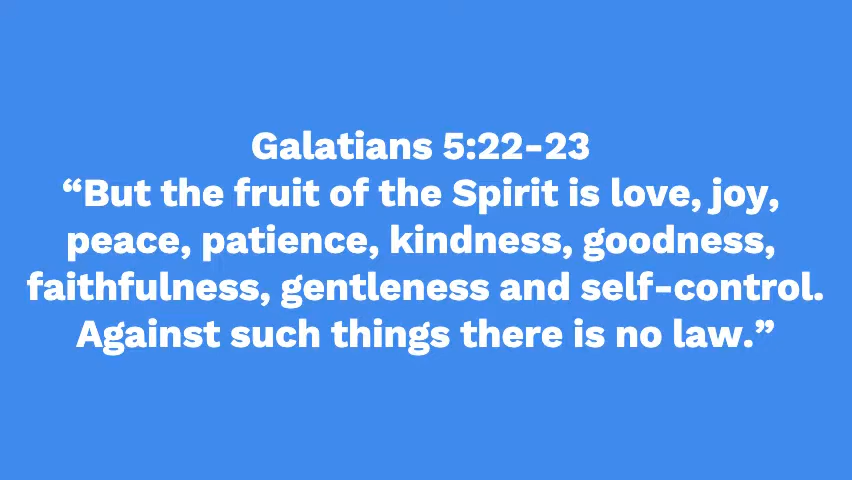 Galatians 5:22-23
“But the fruit of the Spirit is love, joy,
peace, patience, kindness, goodness,
faithfulness, gentleness and self-control.
Against such things there is no law.”